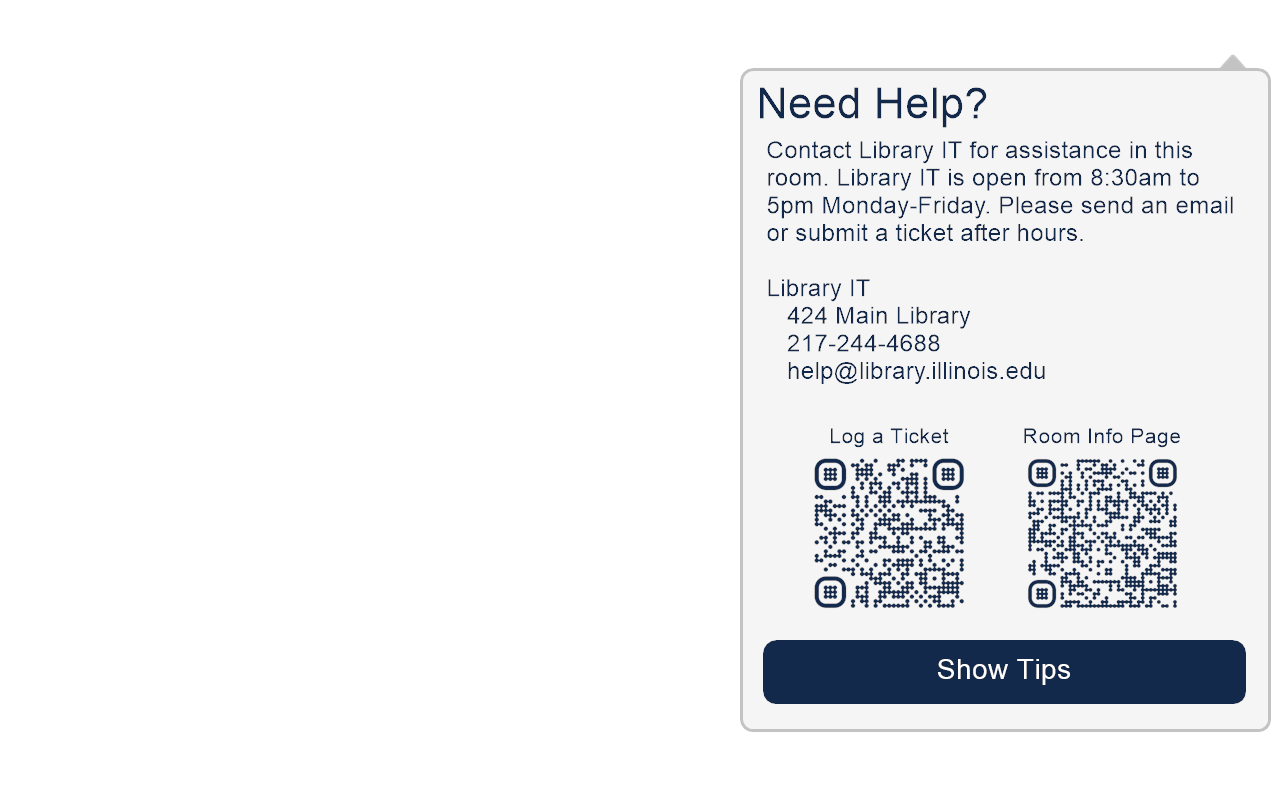 Need Help?
Contact Library IT for assistance in this
room. Library IT is open from 8:30am to
5pm Monday-Friday. Please send an email
or submit a ticket after hours.
Library IT
424 Main Library
217-244-4688
help@library.illinois.edu
Log a Ticket
Room Info Page
Show Tips